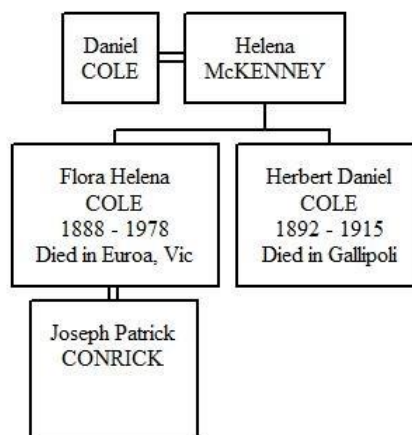 Daniel
COLE
Helena
McKENNEY
Flora Helena
COLE
1888 - 1978
Died in Euroa, Vic
Herbert Daniel
COLE
1892 - 1915
Died in Gallipoli
Joseph Patrick
CONRICK